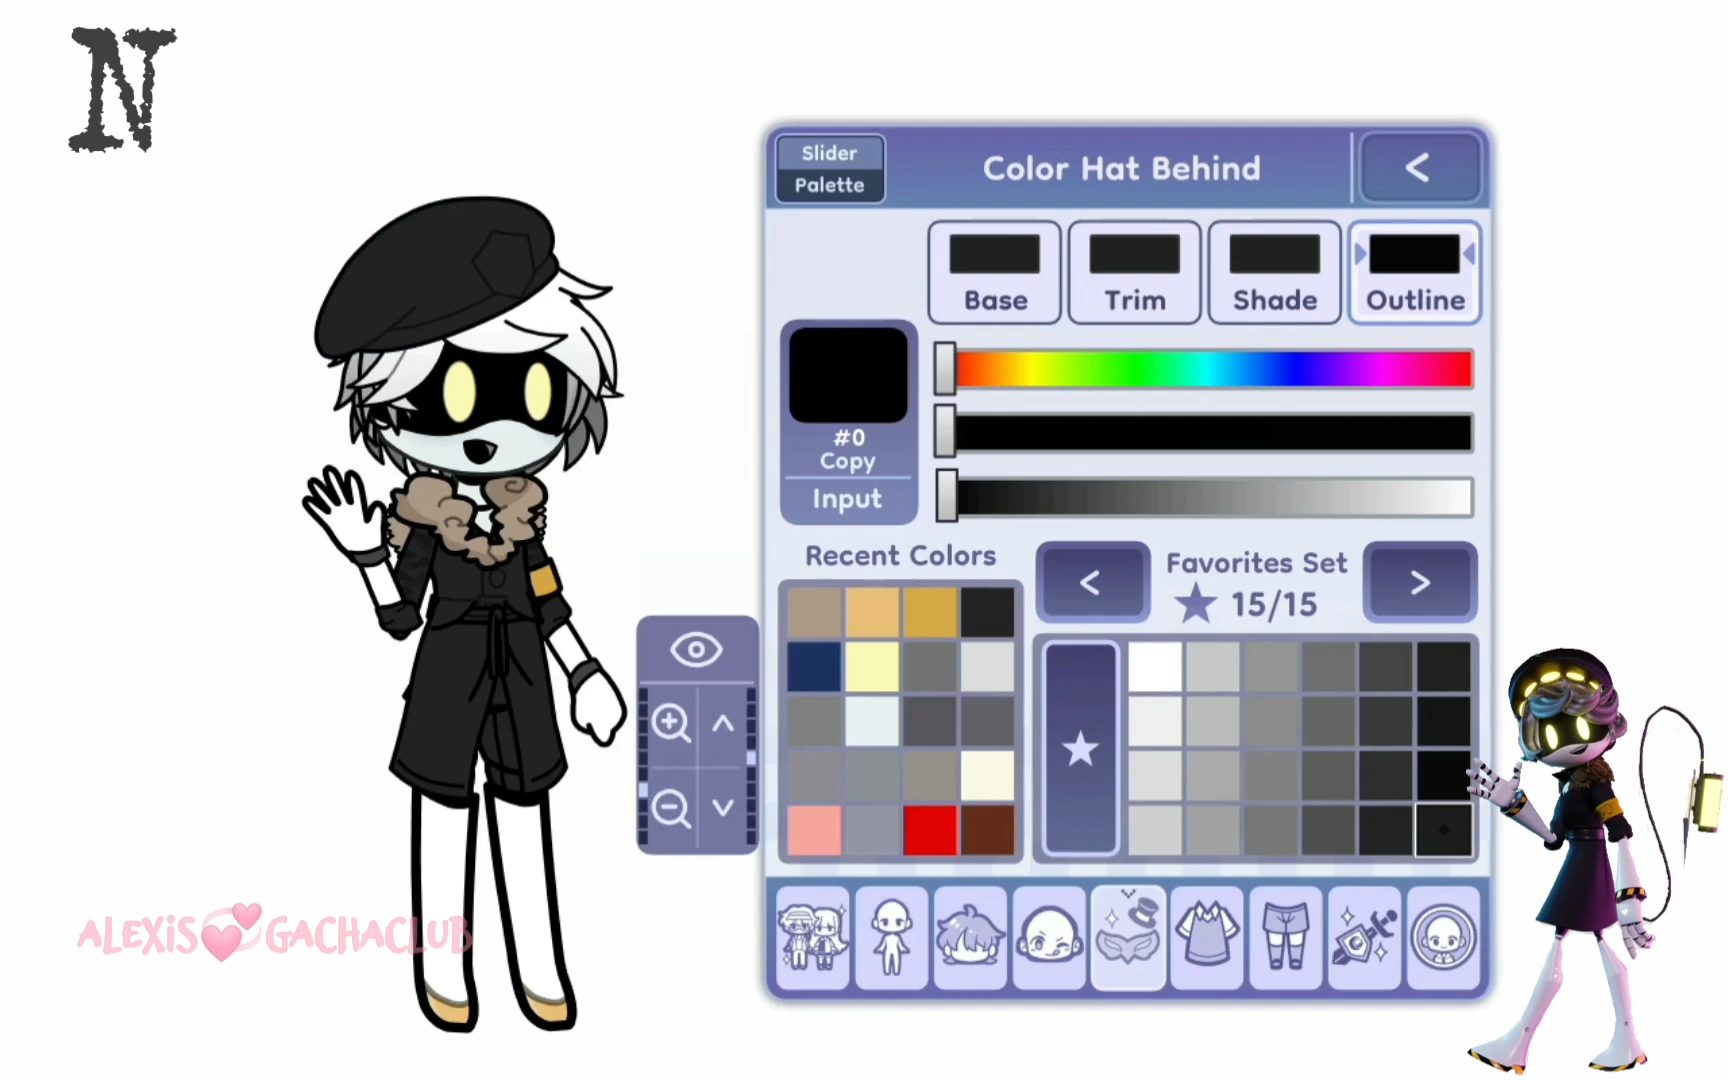 N
Slider
Palette
Color Hat Behind
<
Base
Trim
Shade
Outline
#0
Copy
Input
Recent Colors
<
Favorites Set
15/15
>
ALEXiS GACHACLUB